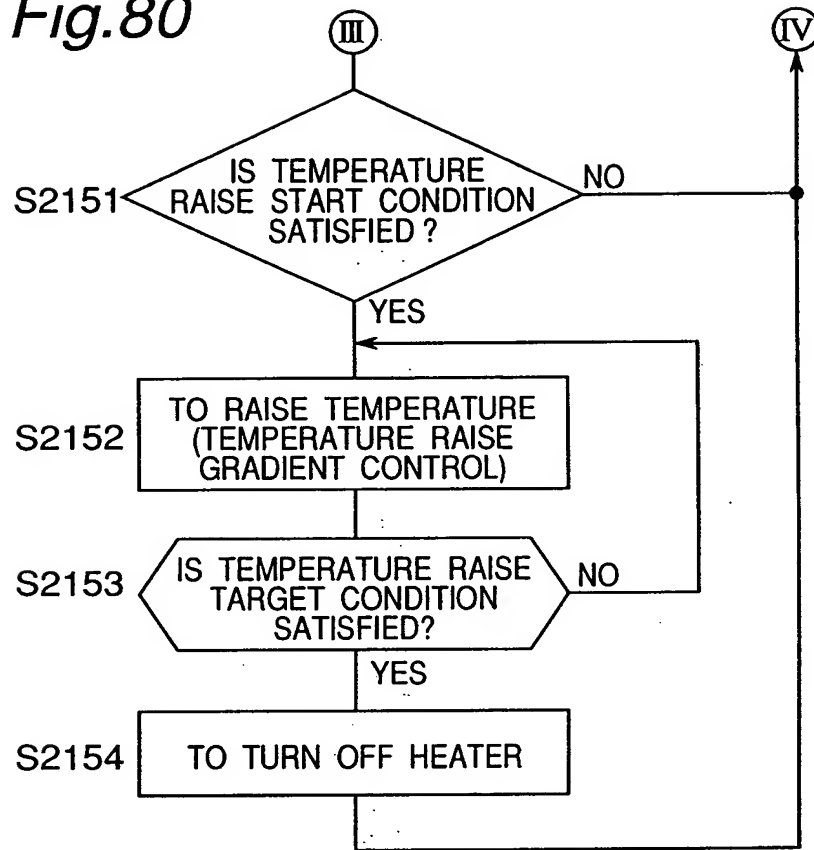 Fig.80
III
IV
S2151
IS TEMPERATURE
RAISE START CONDITION
SATISFIED ?
NO
YES
S2152
TO RAISE TEMPERATURE
(TEMPERATURE RAISE
GRADIENT CONTROL)
S2153
IS TEMPERATURE RAISE
TARGET CONDITION
SATISFIED?
NO
YES
S2154
TO TURN OFF HEATER